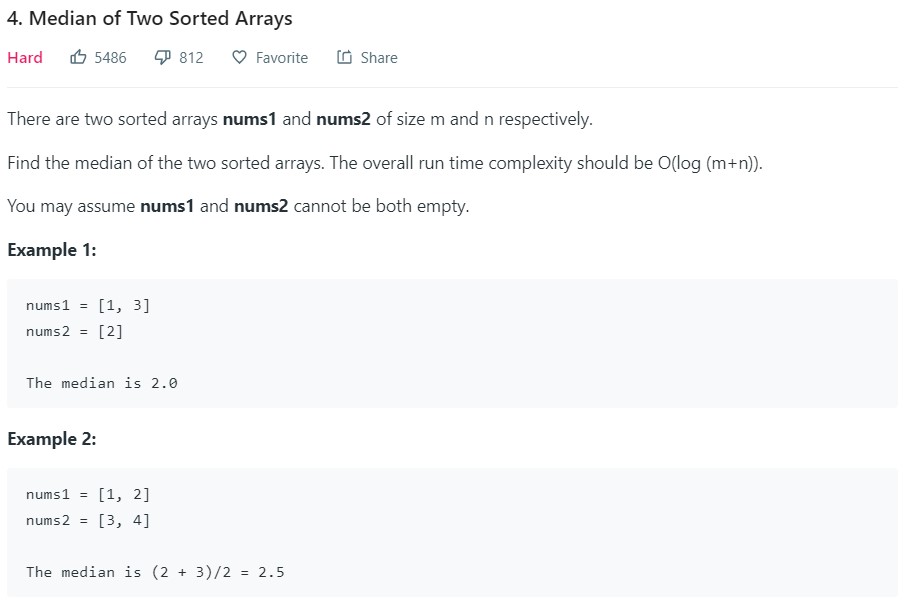 4. Median of Two Sorted Arrays
Hard 5486 812 Favorite Share
There are two sorted arrays nums1 and nums2 of size m and n respectively.
Find the median of the two sorted arrays. The overall run time complexity should be O(log (m+n)).
You may assume nums1 and nums2 cannot be both empty.
Example 1:
nums1 = [1, 3]
nums2 = [2]
The median is 2.0
Example 2:
nums1 = [1, 2]
nums2 = [3, 4]
The median is (2 + 3)/2 = 2.5